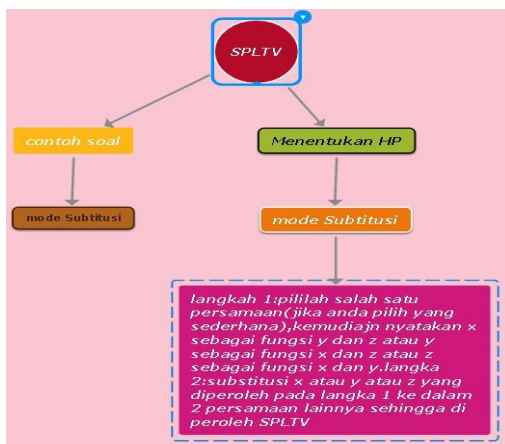 SPLTV
contoh soal
Menentukan HP
mode Subtitusi
mode Subtitusi
langkah 1:pililah salah satu
persamaan(jika anda pilih yang
sederhana),kemudiajn nyatakan x
sebagai fungsi y dan z atau y
sebagai fungsi x dan z atau z
sebagai fungsi x dan y.langka
2:substitusi x atau y atau z yang
diperoleh pada langka 1 ke dalam
2 persamaan lainnya sehingga di
peroleh SPLTV